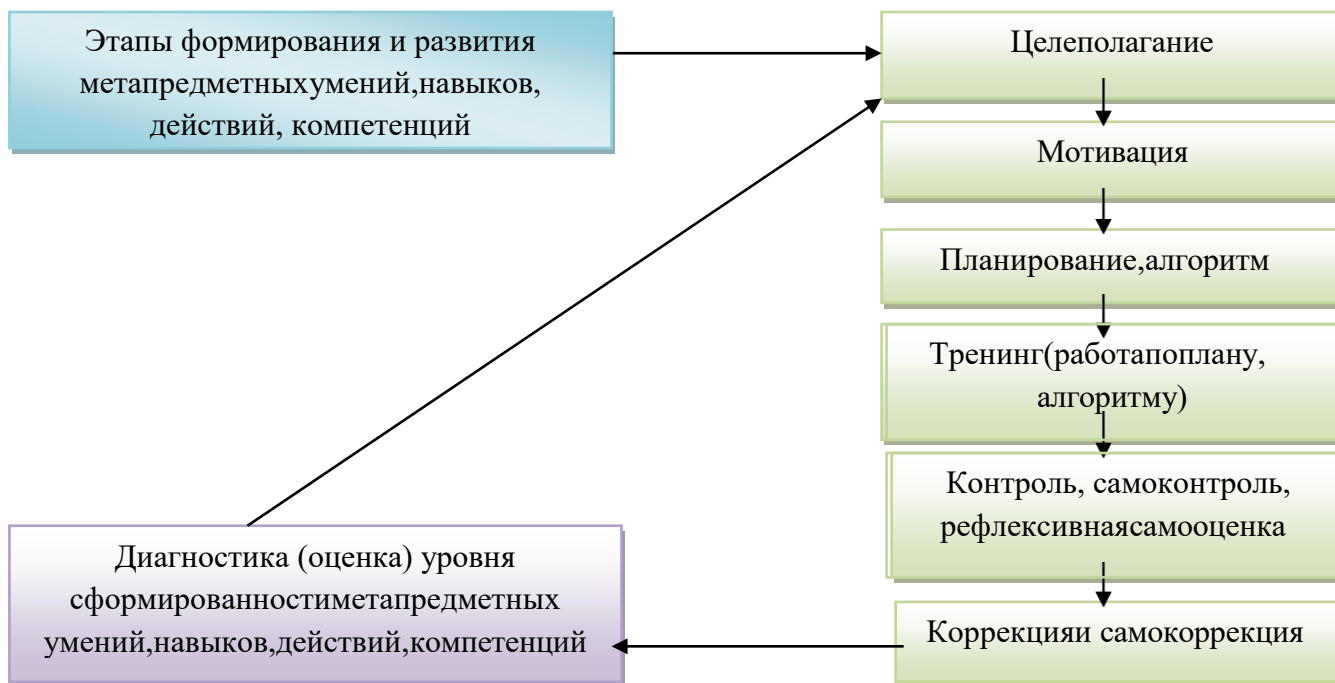 Этапы формирования и развития
метапредметныхумений,навыков,
действий, компетенций
Целеполагание
Мотивация
Планирование,алгоритм
Тренинг(работапоплану,
алгоритму)
Контроль, самоконтроль,
рефлексивнаясамооценка
Коррекцияи самокоррекция
Диагностика (оценка) уровня
сформированностиметапредметных
умений,навыков,действий,компетенций